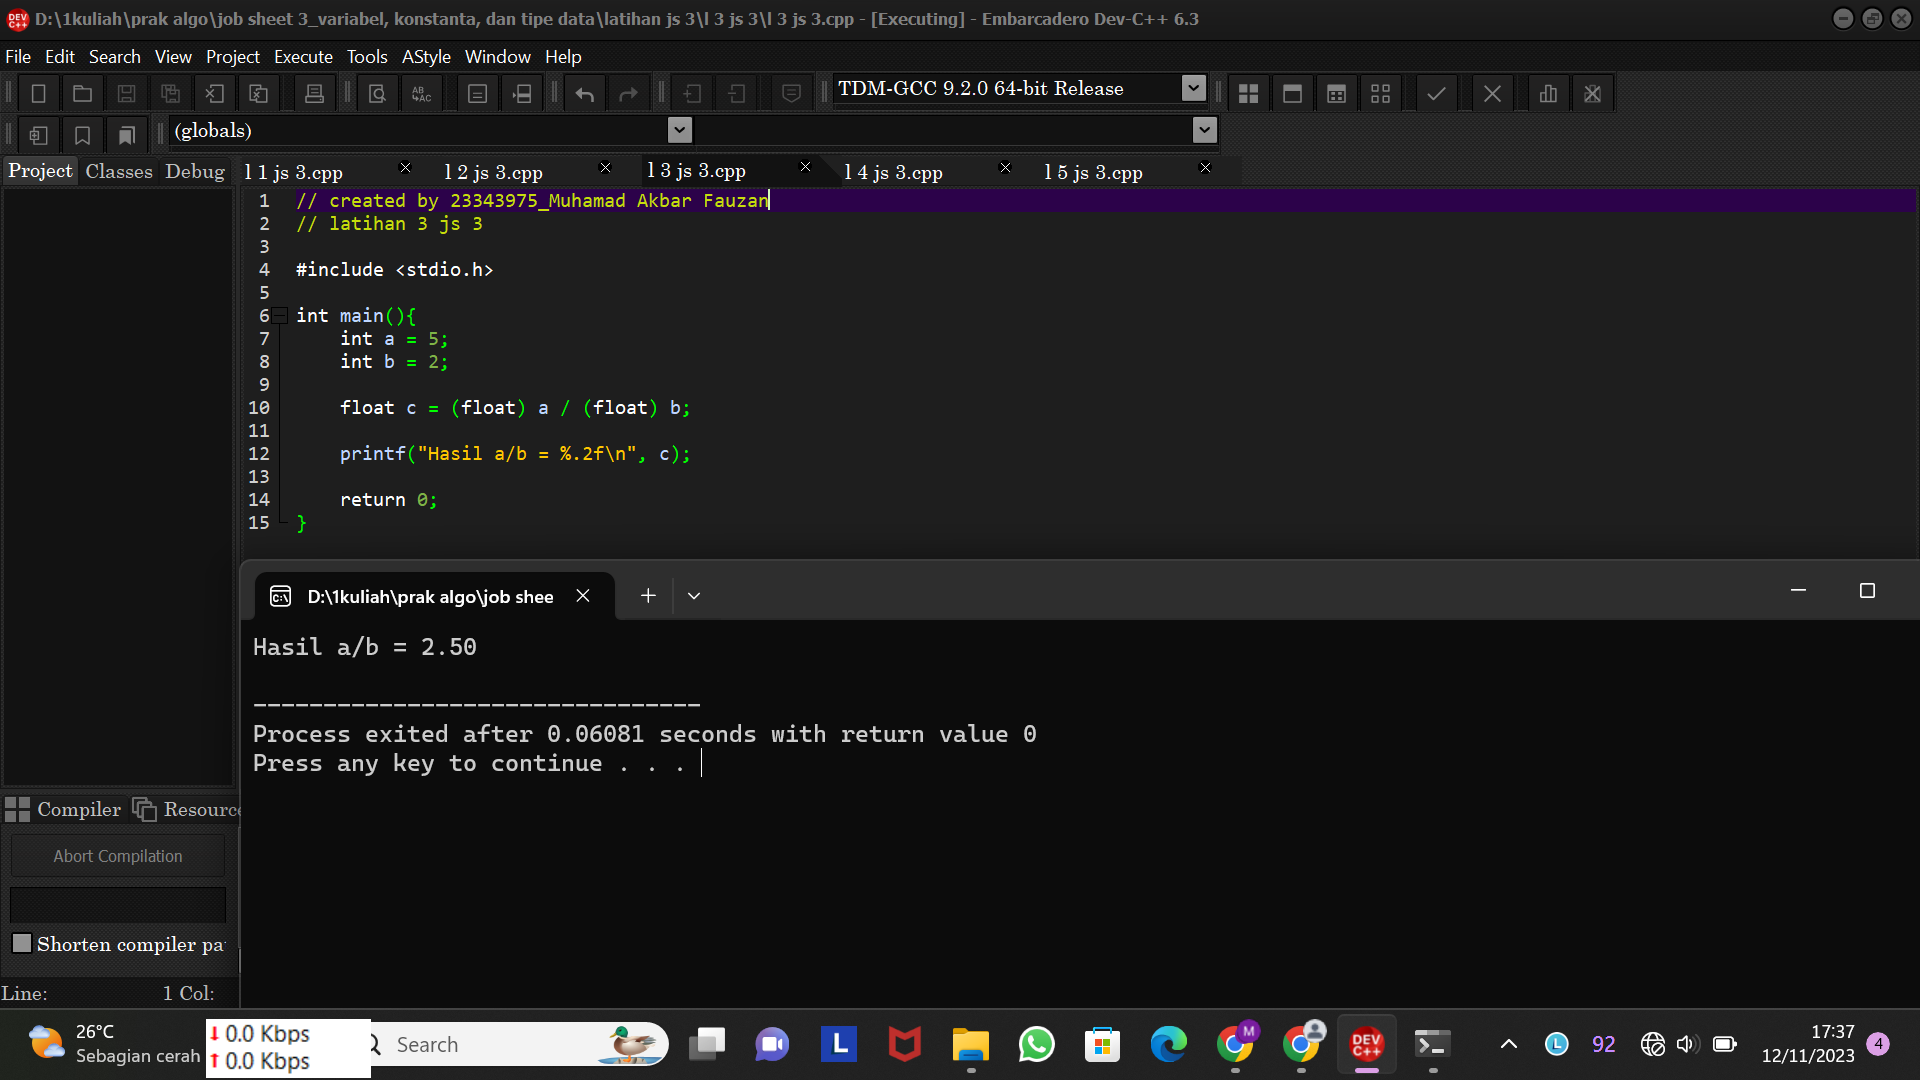 D:\1kuliah\prak algo\job sheet 3_variabel, konstanta, dan tipe data\latihan js 3\l 3 js 3\l 3 js 3.cpp - [Executing] - Embarcadero Dev-C++ 6.3
File Edit Search View Project Execute Tools AStyle Window Help
TDM-GCC 9.2.0 64-bit Release
(globals)
Project Classes Debug
l 1 js 3.cpp l 2 js 3.cpp l 3 js 3.cpp l 4 js 3.cpp l 5 js 3.cpp
1 // created by 23343975_Muhamad Akbar Fauzan
2 // latihan 3 js 3
3
4 #include <stdio.h>
5
6 int main(){
7 int a = 5;
8 int b = 2;
9
10 float c = (float) a / (float) b;
11
12 printf("Hasil a/b = %.2f\n", c);
13
14 return 0;
15 }
D:\1kuliah\prak algo\job shee
Hasil a/b = 2.50
--------------------------------
Process exited after 0.06081 seconds with return value 0
Press any key to continue . . .
Compiler Resource
Abort Compilation
Shorten compiler pa
Line: 1 Col:
26°C
Sebagian cerah
0.0 Kbps
0.0 Kbps
Search
L
M
DEV C++
L
92
17:37
12/11/2023
4